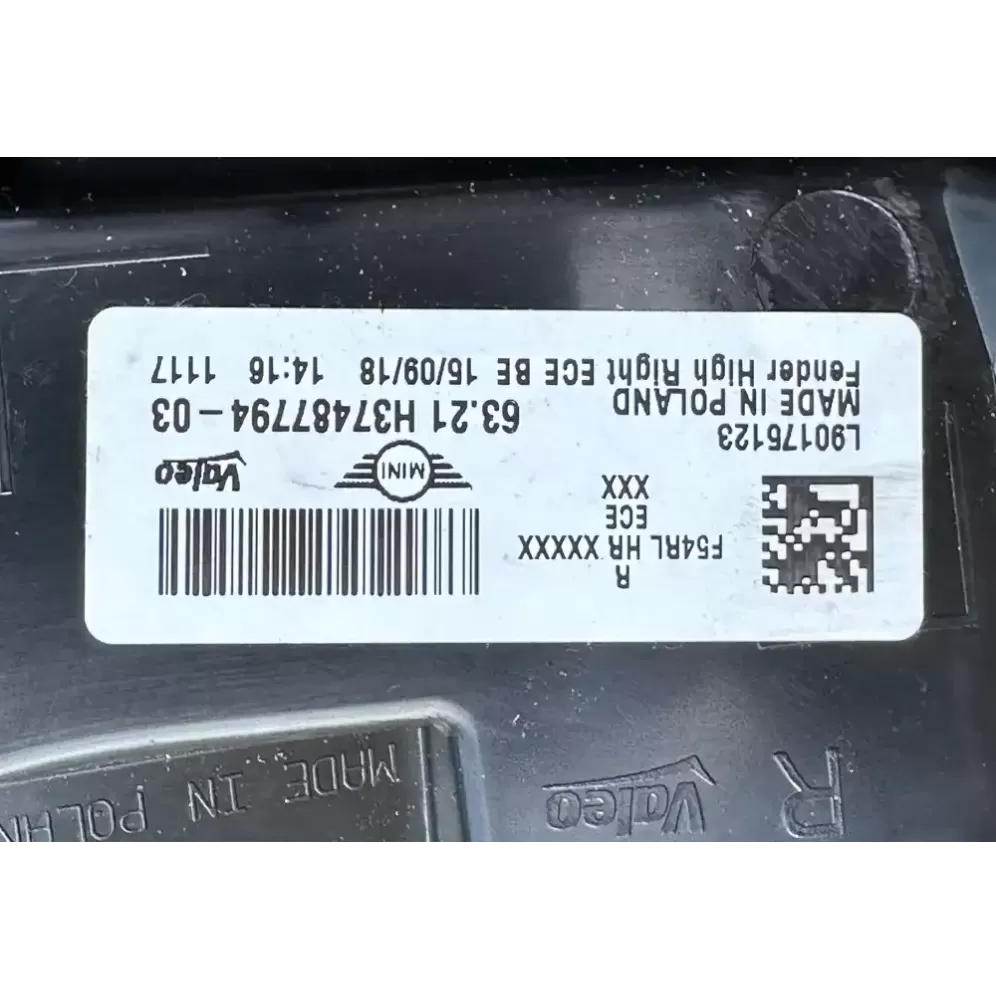 R
F54RL HR XXXXX
ECE
XXX
MINI
Valeo
L90175123
MADE IN POLAND
63.21 H37487794-03
Fender High Right ECE BE 15/09/18 14:16 1117
R
Valeo
MADE IN POLAN